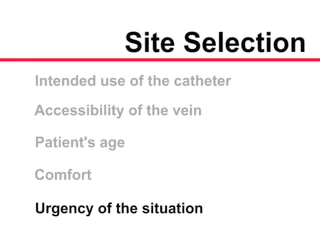 Site Selection
Intended use of the catheter
Accessibility of the vein
Patient's age
Comfort
Urgency of the situation